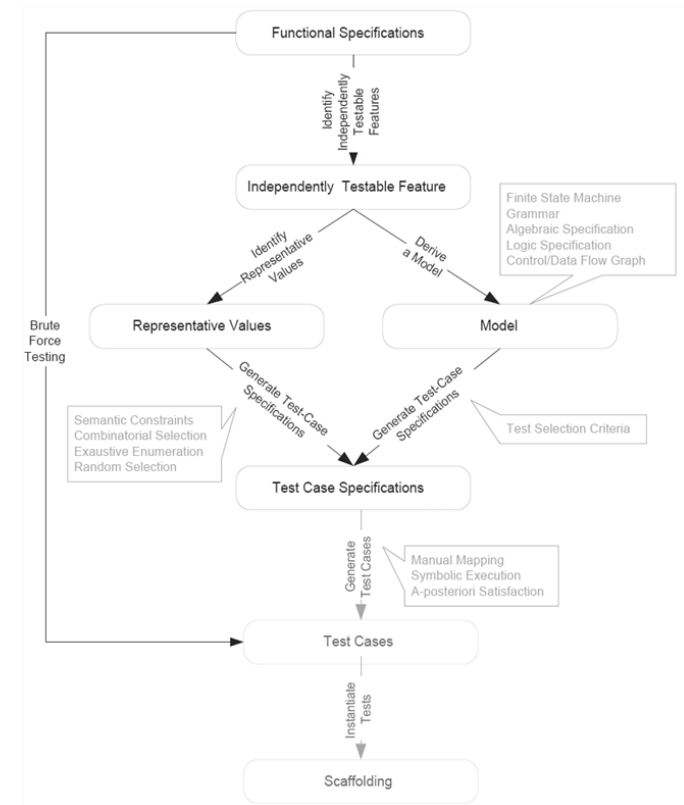 Functional Specifications
Identify
Independently
Testable
Features
Independently Testable Feature
Finite State Machine
Grammar
Algebraic Specification
Logic Specification
Control/Data Flow Graph
Identify
Representative
Values
Derive
a Model
Brute
Force
Testing
Representative Values
Model
Generate Test-Case
Specifications
Generate Test-Case
Specifications
Semantic Constraints
Combinatorial Selection
Exaustive Enumeration
Random Selection
Test Selection Criteria
Test Case Specifications
Generate
Test Cases
Manual Mapping
Symbolic Execution
A-posteriori Satisfaction
Test Cases
Instantiate
Tests
Scaffolding